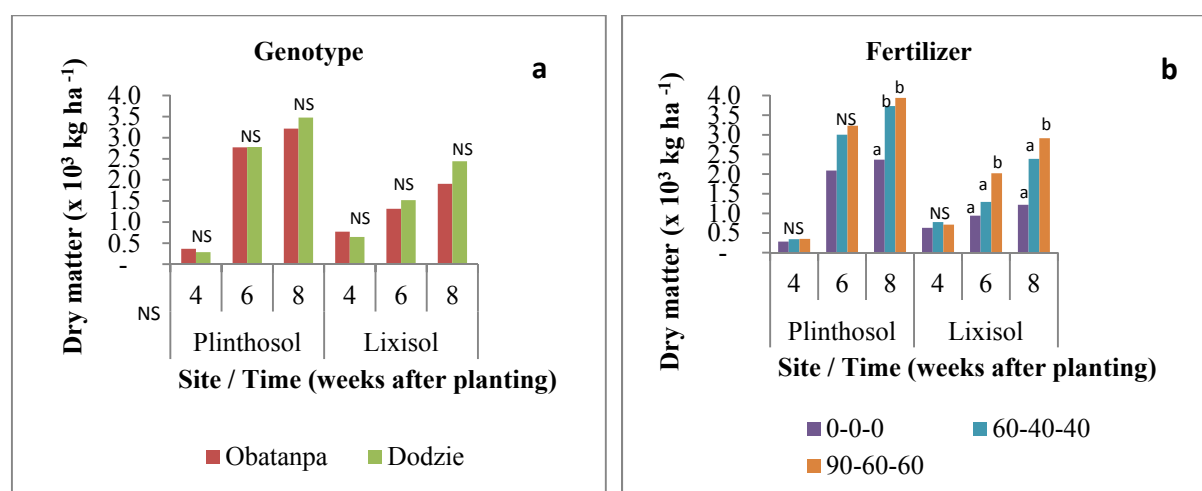 Genotype
a
Dry matter (x 10³ kg ha ⁻¹)
4.0
3.5
3.0
2.5
2.0
1.5
1.0
0.5
-
NS
NS
NS
NS
NS
NS
4 6 8 4 6 8
NS
Plinthosol Lixisol
Site / Time (weeks after planting)
Obatanpa Dodzie
Fertilizer
b
Dry matter (x 10³ kg ha ⁻¹)
4.0
3.5
3.0
2.5
2.0
1.5
1.0
0.5
-
NS
NS
a b b
NS
a a b
a a b
4 6 8 4 6 8
Plinthosol Lixisol
Site / Time (weeks after planting)
0-0-0 60-40-40
90-60-60